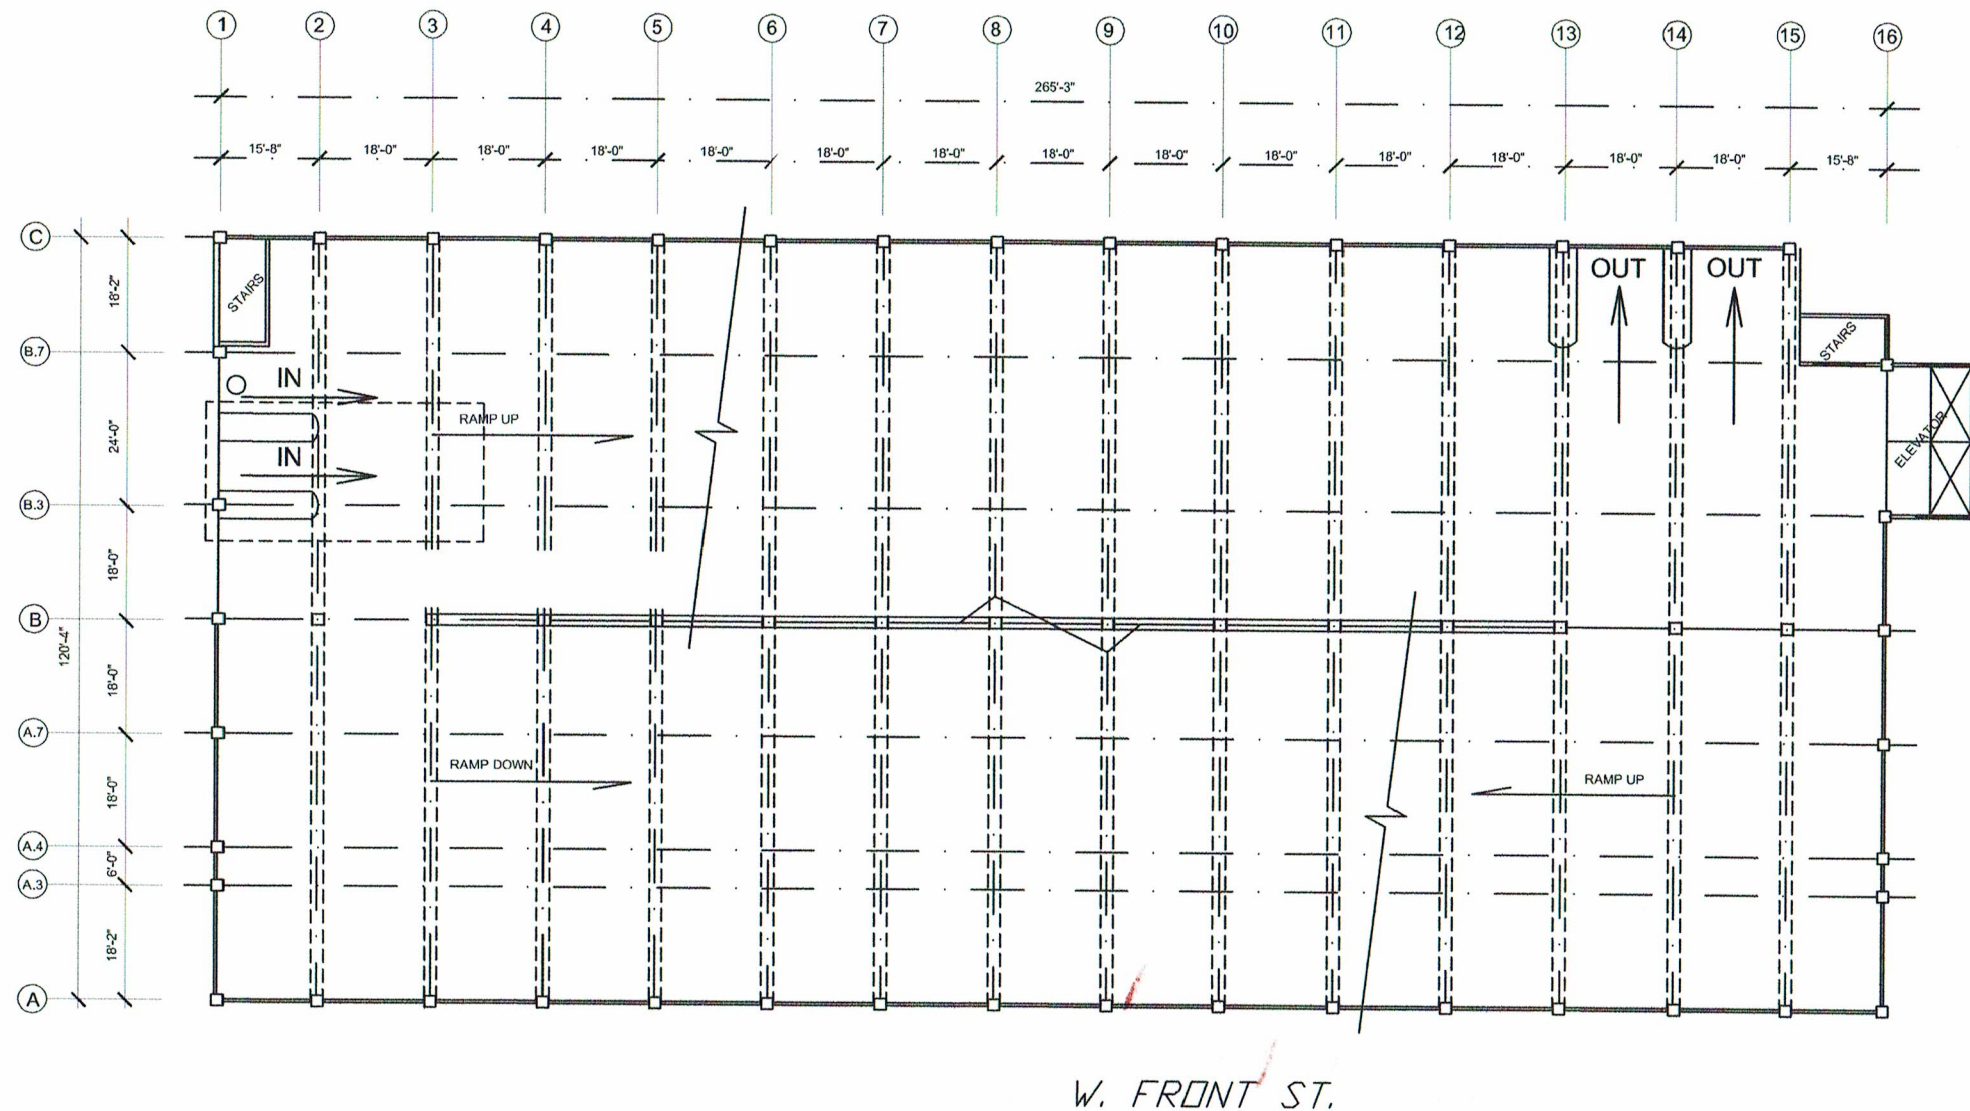 1 2 3 4 5 6 7 8 9 10 11 12 13 14 15 16
265'-3"
15'-8" 18'-0" 18'-0" 18'-0" 18'-0" 18'-0" 18'-0" 18'-0" 18'-0" 18'-0" 18'-0" 18'-0" 18'-0" 18'-0" 15'-8"
C
18'-2"
STAIRS
OUT OUT
STAIRS
B.7
IN
RAMP UP
24'-0"
IN
ELEVATOR
B.3
18'-0"
B
120'-4"
18'-0"
A.7
RAMP DOWN
RAMP UP
18'-0"
A.4
6'-0"
A.3
18'-2"
A
W. FRONT ST.